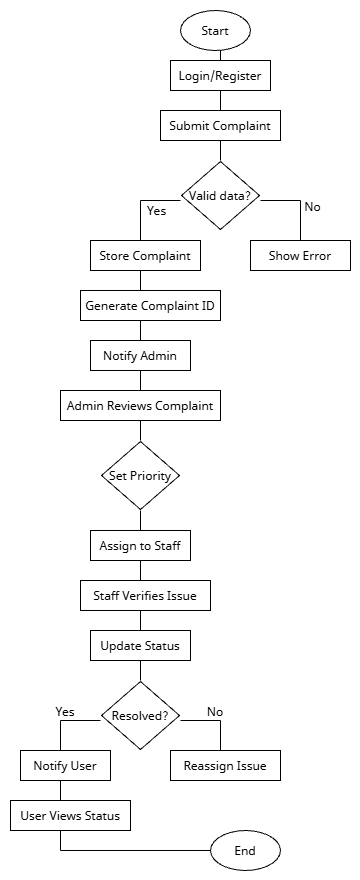 Start
Login/Register
Submit Complaint
Valid data?
Yes
No
Store Complaint
Show Error
Generate Complaint ID
Notify Admin
Admin Reviews Complaint
Set Priority
Assign to Staff
Staff Verifies Issue
Update Status
Resolved?
Yes
No
Notify User
Reassign Issue
User Views Status
End